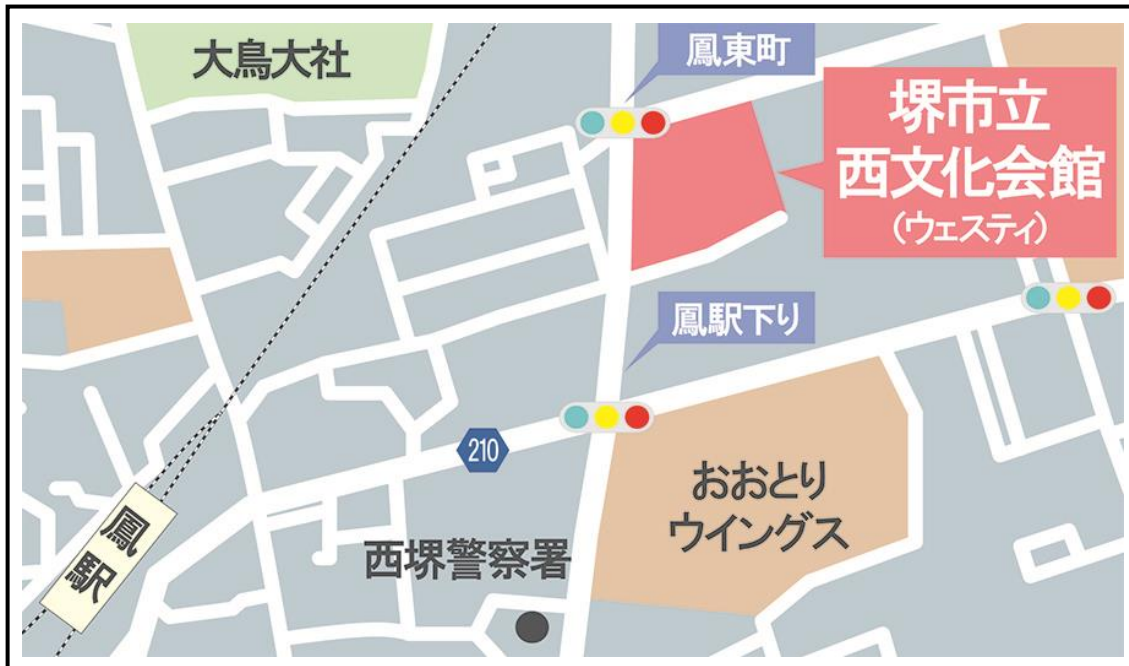 大鳥大社
鳳東町
堺市立
西文化会館
(ウェスティ)
鳳駅下り
210
おおとり
ウイングス
西堺警察署
鳳駅